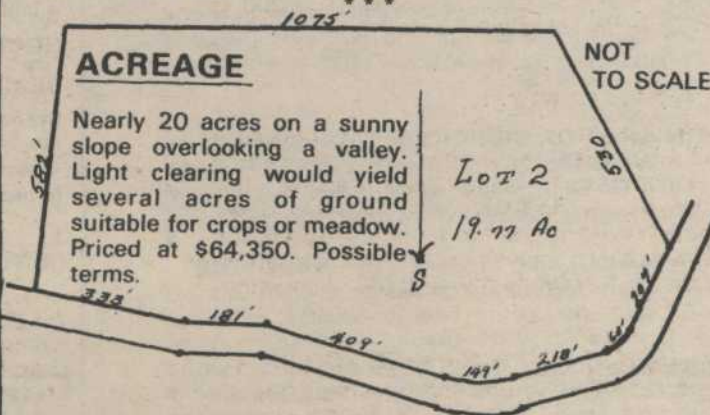 ***
1075'
ACREAGE
NOT
TO SCALE
Nearly 20 acres on a sunny
slope overlooking a valley.
Light clearing would yield
several acres of ground
suitable for crops or meadow.
Priced at $64,350. Possible
terms.
582'
530
LOT 2
19.77 Ac
S
333'
181'
409'
149'
218'